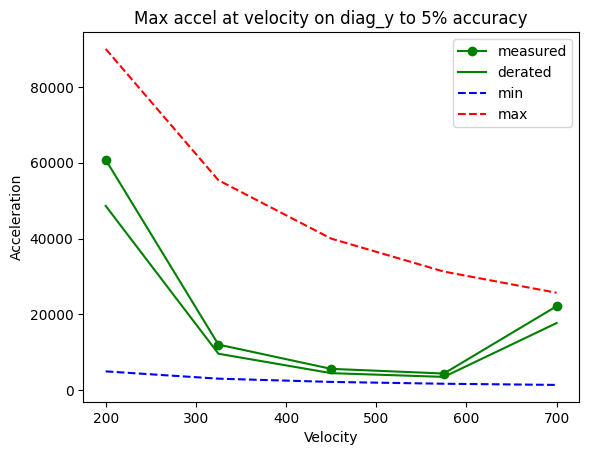 Max accel at velocity on diag_y to 5% accuracy
measured
derated
min
max
80000
60000
40000
20000
0
Acceleration
200
300
400
500
600
700
Velocity